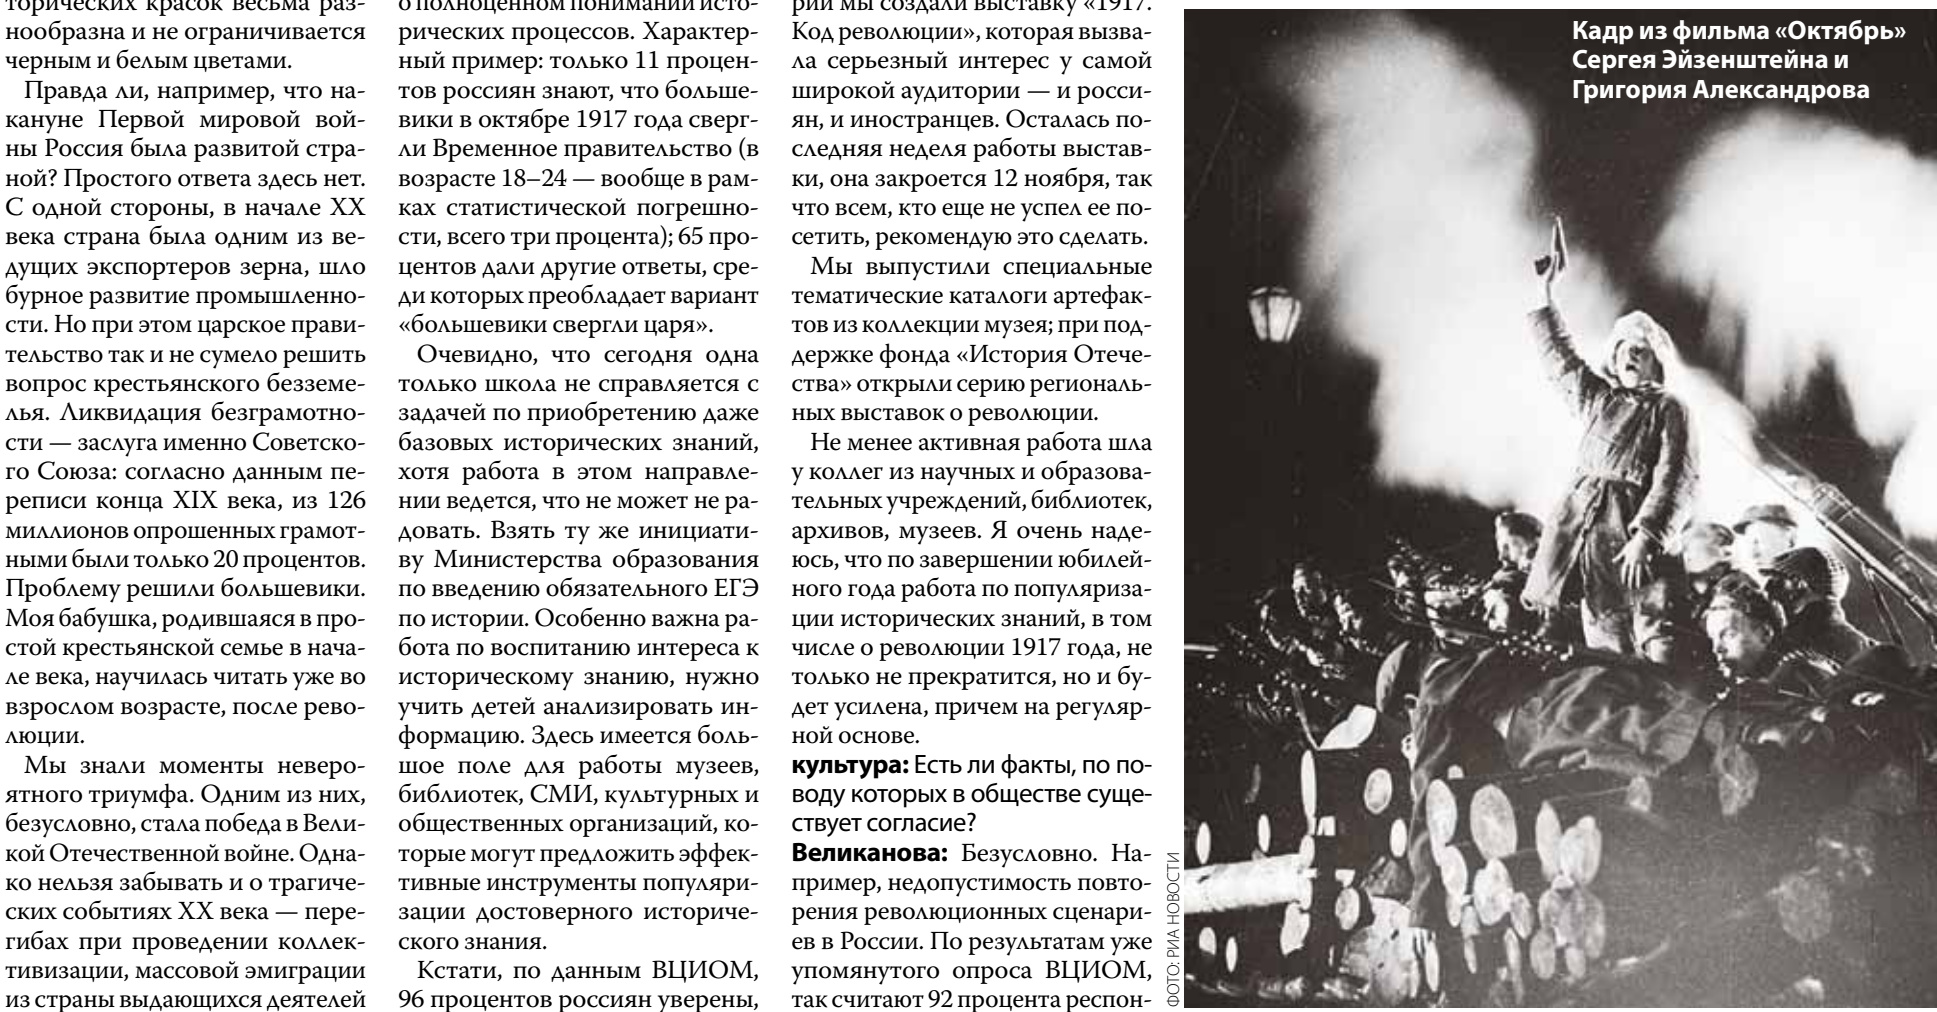 торических красок весьма раз-
нообразна и не ограничивается
черным и белым цветами.
Правда ли, например, что на-
кануне Первой мировой вой-
ны Россия была развитой стра-
ной? Простого ответа здесь нет.
С одной стороны, в начале XX
века страна была одним из ве-
дущих экспортеров зерна, шло
бурное развитие промышленно-
сти. Но при этом царское прави-
тельство так и не сумело решить
вопрос крестьянского безземе-
лья. Ликвидация безграмотно-
сти — заслуга именно Советско-
го Союза: согласно данным пе-
реписи конца XIX века, из 126
миллионов опрошенных грамот-
ными были только 20 процентов.
Проблему решили большевики.
Моя бабушка, родившаяся в про-
стой крестьянской семье в нача-
ле века, научилась читать уже во
взрослом возрасте, после рево-
люции.
Мы знали моменты неверо-
ятного триумфа. Одним из них,
безусловно, стала победа в Вели-
кой Отечественной войне. Одна-
ко нельзя забывать и о трагиче-
ских событиях XX века — пере-
гибах при проведении коллек-
тивизации, массовой эмиграции
из страны выдающихся деятелей
о полноценном понимании исто-
рических процессов. Характер-
ный пример: только 11 процен-
тов россиян знают, что больше-
вики в октябре 1917 года сверг-
ли Временное правительство (в
возрасте 18–24 — вообще в рам-
ках статистической погрешно-
сти, всего три процента); 65 про-
центов дали другие ответы, сре-
ди которых преобладает вариант
«большевики свергли царя».
Очевидно, что сегодня одна
только школа не справляется с
задачей по приобретению даже
базовых исторических знаний,
хотя работа в этом направле-
нии ведется, что не может не ра-
довать. Взять ту же инициати-
ву Министерства образования
по введению обязательного ЕГЭ
по истории. Особенно важна ра-
бота по воспитанию интереса к
историческому знанию, нужно
учить детей анализировать ин-
формацию. Здесь имеется боль-
шое поле для работы музеев,
библиотек, СМИ, культурных и
общественных организаций, ко-
торые могут предложить эффек-
тивные инструменты популяри-
зации достоверного историче-
ского знания.
Кстати, по данным ВЦИОМ,
96 процентов россиян уверены,
рии мы создали выставку «1917.
Код революции», которая вызва-
ла серьезный интерес у самой
широкой аудитории — и росси-
ян, и иностранцев. Осталась по-
следняя неделя работы выстав-
ки, она закроется 12 ноября, так
что всем, кто еще не успел ее по-
сетить, рекомендую это сделать.
Мы выпустили специальные
тематические каталоги артефак-
тов из коллекции музея; при под-
держке фонда «История Отече-
ства» открыли серию региональ-
ных выставок о революции.
Не менее активная работа шла
у коллег из научных и образова-
тельных учреждений, библиотек,
архивов, музеев. Я очень наде-
юсь, что по завершении юбилей-
ного года работа по популяриза-
ции исторических знаний, в том
числе о революции 1917 года, не
только не прекратится, но и бу-
дет усилена, причем на регуляр-
ной основе.
культура: Есть ли факты, по по-
воду которых в обществе суще-
ствует согласие?
Великанова: Безусловно. На-
пример, недопустимость повто-
рения революционных сценари-
ев в России. По результатам уже
упомянутого опроса ВЦИОМ,
так считают 92 процента респон-
Кадр из фильма «Октябрь»
Сергея Эйзенштейна и
Григория Александрова
ФОТО: РИА НОВОСТИ